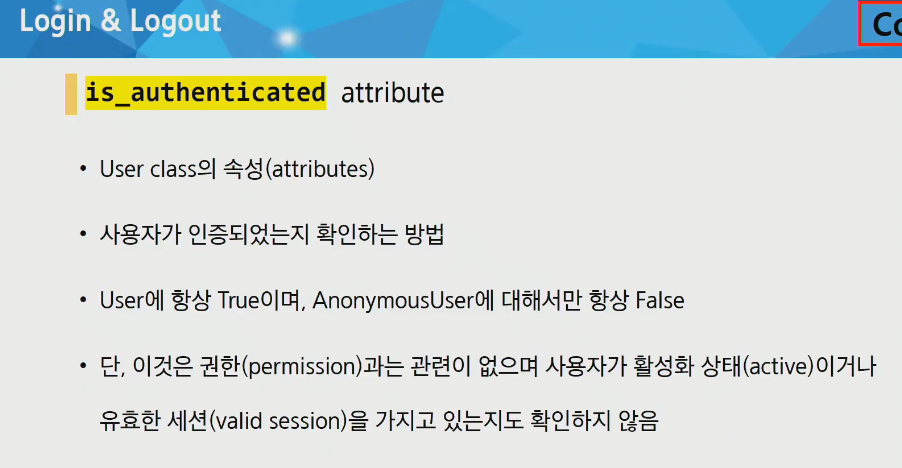 Login & Logout
is_authenticated attribute
• User class의 속성(attributes)
• 사용자가 인증되었는지 확인하는 방법
• User에 항상 True이며, AnonymousUser에 대해서만 항상 False
• 단, 이것은 권한(permission)과는 관련이 없으며 사용자가 활성화 상태(active)이거나
유효한 세션(valid session)을 가지고 있는지도 확인하지 않음